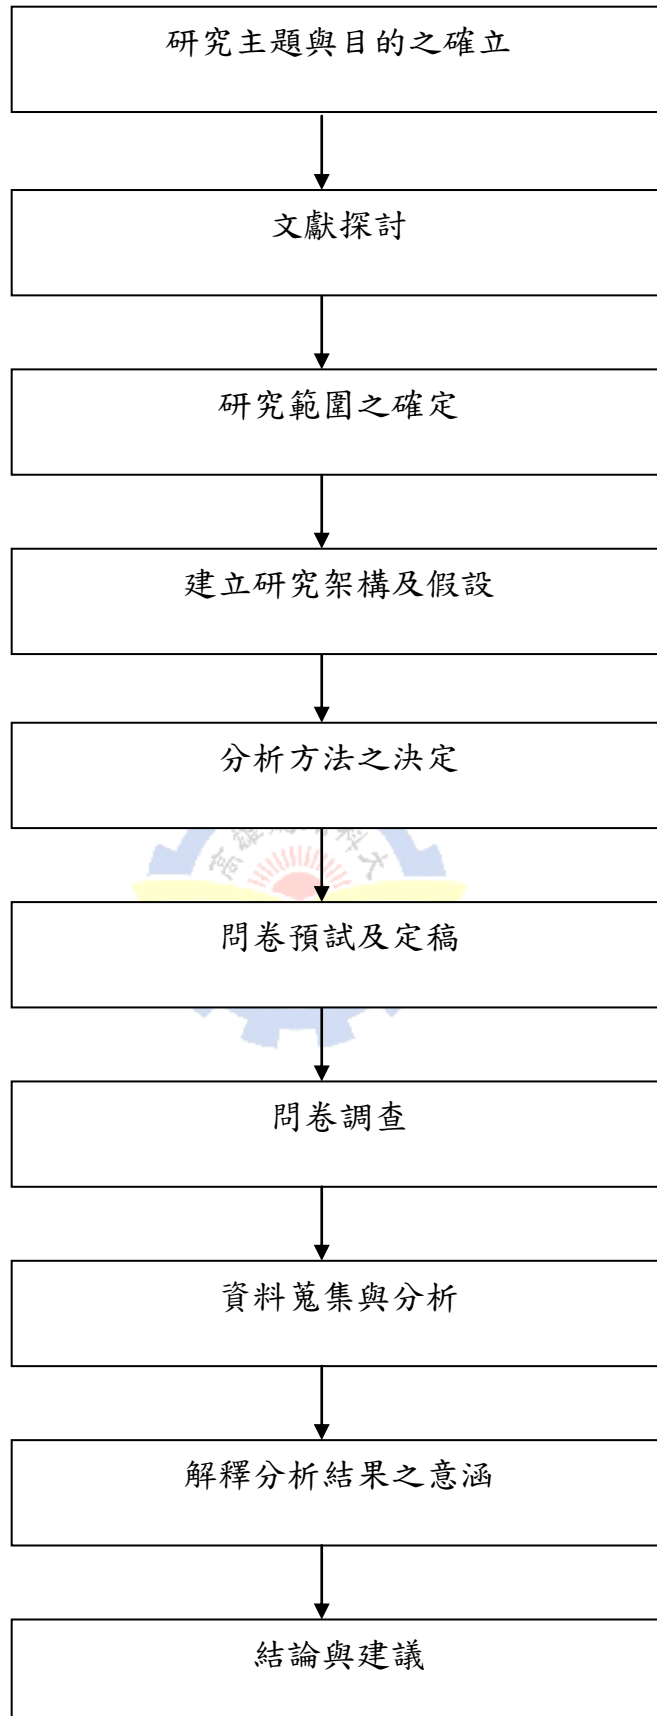 研究主題與目的之確立
文獻探討
研究範圍之確定
建立研究架構及假設
分析方法之決定
問卷預試及定稿
問卷調查
資料蒐集與分析
解釋分析結果之意涵
結論與建議